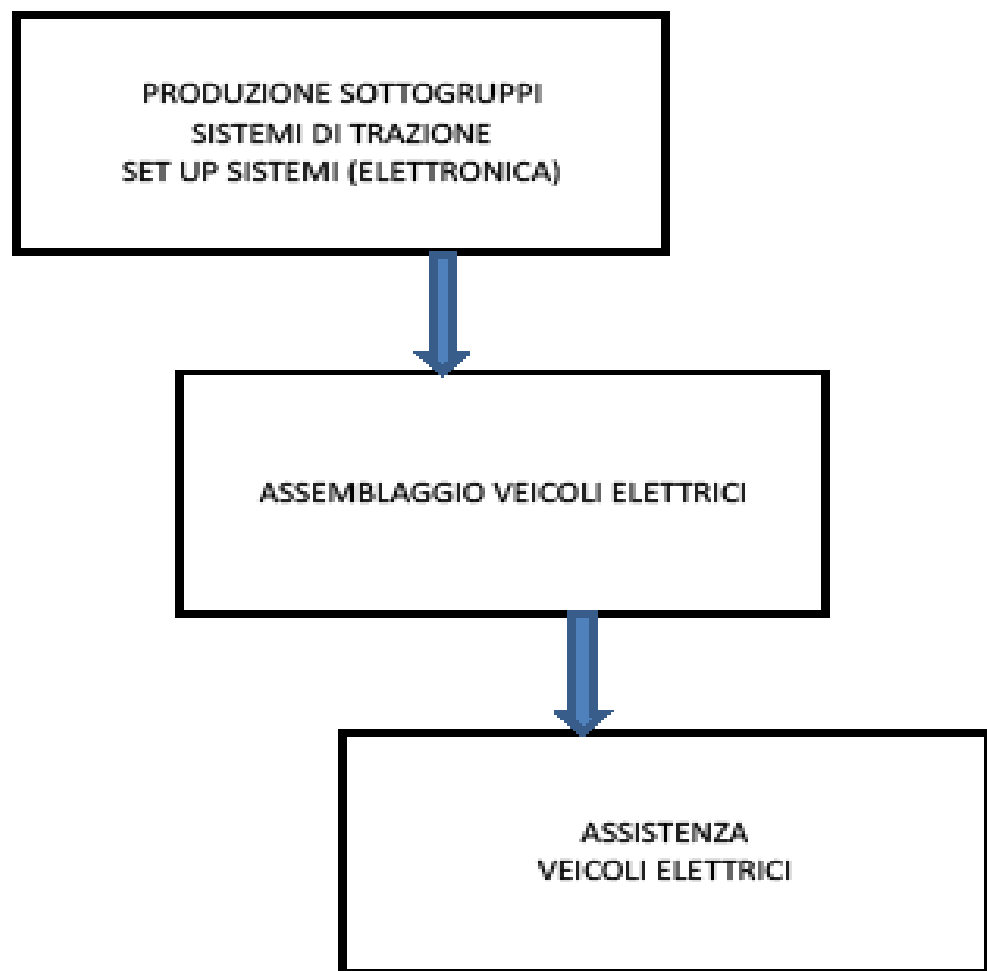 PRODUZIONE SOTTOGRUPPI
SISTEMI DI TRAZIONE
SET UP SISTEMI (ELETTRONICA)
ASSEMBLAGGIO VEICOLI ELETTRICI
ASSISTENZA
VEICOLI ELETTRICI